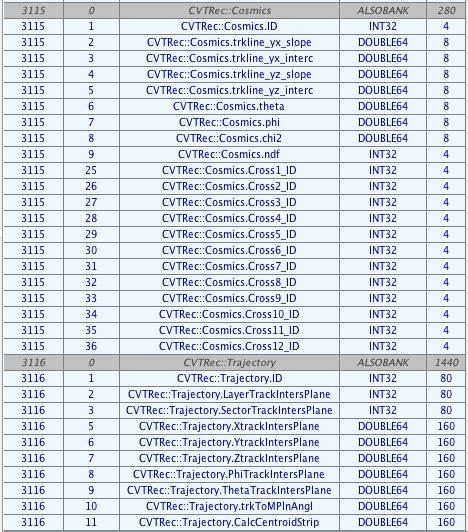 3115 0 CVTRec::Cosmics ALSOBANK 280
3115 1 CVTRec::Cosmics.ID INT32 4
3115 2 CVTRec::Cosmics.trkline_yx_slope DOUBLE64 8
3115 3 CVTRec::Cosmics.trkline_yx_interc DOUBLE64 8
3115 4 CVTRec::Cosmics.trkline_yz_slope DOUBLE64 8
3115 5 CVTRec::Cosmics.trkline_yz_interc DOUBLE64 8
3115 6 CVTRec::Cosmics.theta DOUBLE64 8
3115 7 CVTRec::Cosmics.phi DOUBLE64 8
3115 8 CVTRec::Cosmics.chi2 DOUBLE64 8
3115 9 CVTRec::Cosmics.ndf INT32 4
3115 25 CVTRec::Cosmics.Cross1_ID INT32 4
3115 26 CVTRec::Cosmics.Cross2_ID INT32 4
3115 27 CVTRec::Cosmics.Cross3_ID INT32 4
3115 28 CVTRec::Cosmics.Cross4_ID INT32 4
3115 29 CVTRec::Cosmics.Cross5_ID INT32 4
3115 30 CVTRec::Cosmics.Cross6_ID INT32 4
3115 31 CVTRec::Cosmics.Cross7_ID INT32 4
3115 32 CVTRec::Cosmics.Cross8_ID INT32 4
3115 33 CVTRec::Cosmics.Cross9_ID INT32 4
3115 34 CVTRec::Cosmics.Cross10_ID INT32 4
3115 35 CVTRec::Cosmics.Cross11_ID INT32 4
3115 36 CVTRec::Cosmics.Cross12_ID INT32 4
3116 0 CVTRec::Trajectory ALSOBANK 1440
3116 1 CVTRec::Trajectory.ID INT32 80
3116 2 CVTRec::Trajectory.LayerTrackIntersPlane INT32 80
3116 3 CVTRec::Trajectory.SectorTrackIntersPlane INT32 80
3116 5 CVTRec::Trajectory.XtrackIntersPlane DOUBLE64 160
3116 6 CVTRec::Trajectory.YtrackIntersPlane DOUBLE64 160
3116 7 CVTRec::Trajectory.ZtrackIntersPlane DOUBLE64 160
3116 8 CVTRec::Trajectory.PhiTrackIntersPlane DOUBLE64 160
3116 9 CVTRec::Trajectory.ThetaTrackIntersPlane DOUBLE64 160
3116 10 CVTRec::Trajectory.trkToMPlnAngl DOUBLE64 160
3116 11 CVTRec::Trajectory.CalcCentroidStrip DOUBLE64 160